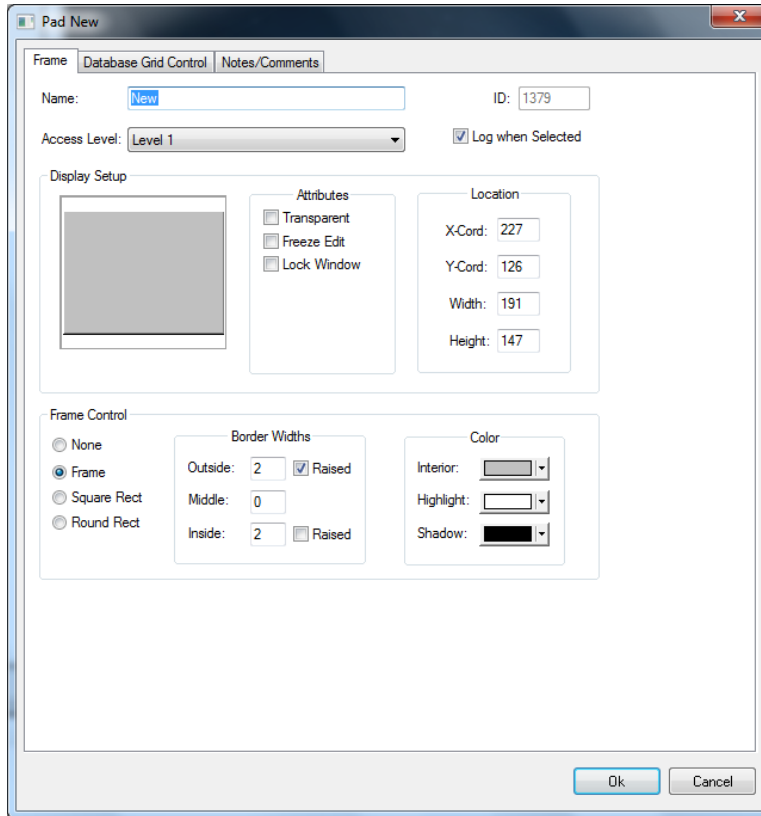 Pad New
Frame Database Grid Control Notes/Comments
Name: New ID: 1379
Access Level: Level 1 Log when Selected
Display Setup
Attributes Location
Transparent X-Cord: 227
Freeze Edit
Lock Window Y-Cord: 126
Width: 191
Height: 147
Frame Control
Border Widths Color
None
Outside: 2 Raised Interior:
Frame
Square Rect Middle: 0 Highlight:
Round Rect
Inside: 2 Raised Shadow:
Ok Cancel